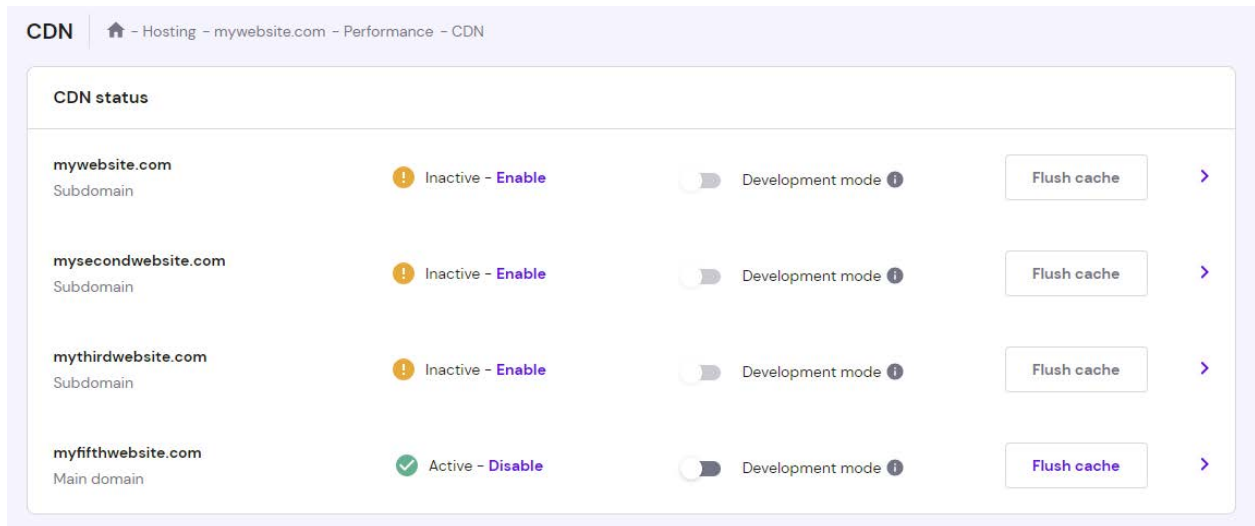 CDN - Hosting - mywebsite.com - Performance - CDN
CDN status
mywebsite.com
Subdomain
Inactive - Enable
Development mode
Flush cache
mysecondwebsite.com
Subdomain
Inactive - Enable
Development mode
Flush cache
mythirdwebsite.com
Subdomain
Inactive - Enable
Development mode
Flush cache
myfifthwebsite.com
Main domain
Active - Disable
Development mode
Flush cache